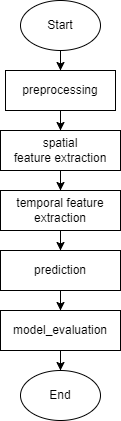 Start
preprocessing
spatial
feature extraction
temporal feature
extraction
prediction
model_evaluation
End